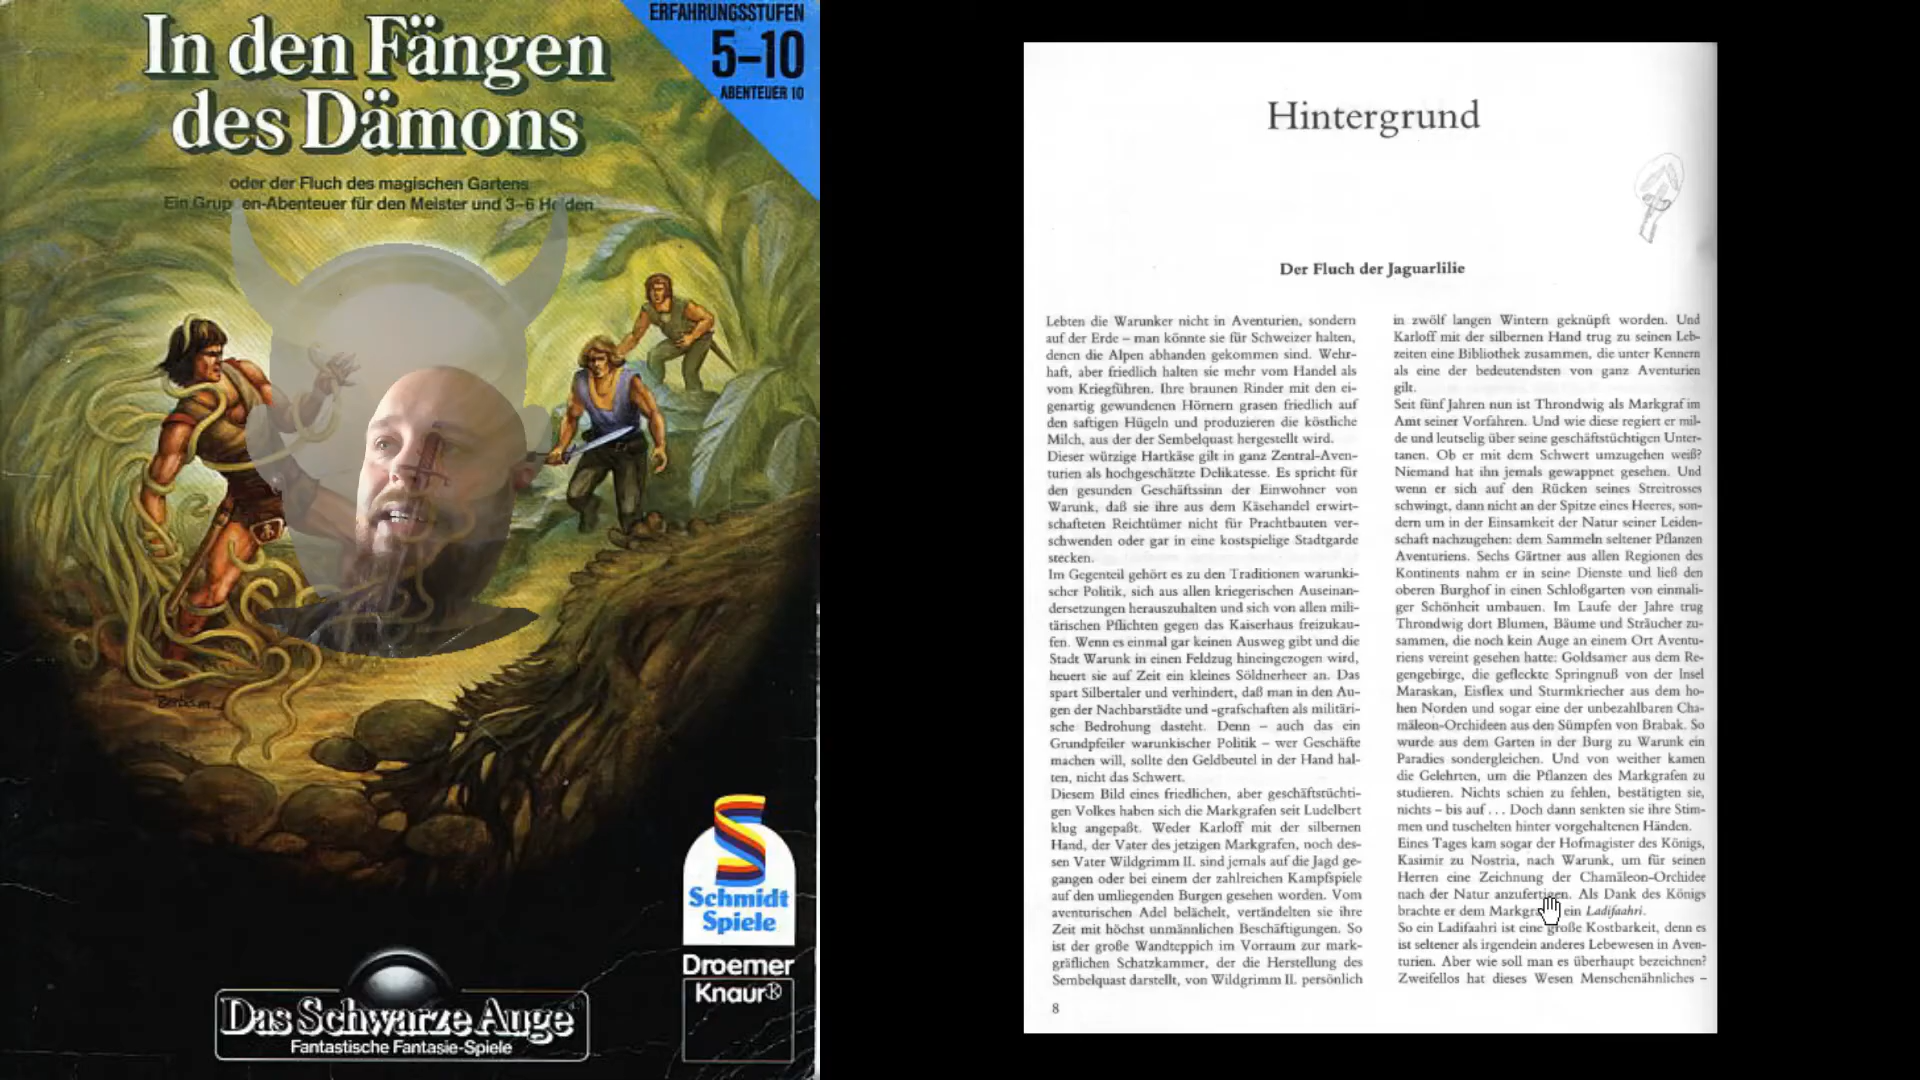 In den Fängen
des Dämons
oder der Fluch des magischen Gartens
Ein Grup en-Abenteuer für den Meister und 3–6 He den
ERFAHRUNGSSTUFEN
5–10
ABENTEUER 10
Schmidt
Spiele
Droemer
Knaur
Das Schwarze Auge
Fantastische Fantasie-Spiele
Hintergrund
Der Fluch der Jaguarlilie
Lebten die Warunker nicht in Aventurien, sondern
auf der Erde – man könnte sie für Schweizer halten,
denen die Alpen abhanden gekommen sind. Wehr-
haft, aber friedlich halten sie mehr vom Handel als
vom Kriegführen. Ihre braunen Rinder mit den ei-
genartig gewundenen Hörnern grasen friedlich auf
den saftigen Hügeln und produzieren die köstliche
Milch, aus der der Sembelquast hergestellt wird.
Dieser würzige Hartkäse gilt in ganz Zentral-Aven-
turien als hochgeschätzte Delikatesse. Es spricht für
den gesunden Geschäftssinn der Einwohner von
Warunk, daß sie ihre aus dem Käsehandel erwirt-
schafteten Reichtümer nicht für Prachtbauten ver-
schwenden oder gar in eine kostspielige Stadtgarde
stecken.
Im Gegenteil gehört es zu den Traditionen warunki-
scher Politik, sich aus allen kriegerischen Auseinan-
dersetzungen herauszuhalten und sich von allen mili-
tärischen Pflichten gegen das Kaiserhaus freizukau-
fen. Wenn es einmal gar keinen Ausweg gibt und die
Stadt Warunk in einen Feldzug hineingezogen wird,
heuert sie auf Zeit ein kleines Söldnerheer an. Das
spart Silbertaler und verhindert, daß man in den Au-
gen der Nachbarstädte und -grafschaften als militäri-
sche Bedrohung dasteht. Denn – auch das ein
Grundpfeiler warunkischer Politik – wer Geschäfte
machen will, sollte den Geldbeutel in der Hand hal-
ten, nicht das Schwert.
Diesem Bild eines friedlichen, aber geschäftstüchti-
gen Volkes haben sich die Markgrafen seit Ludelbert
klug angepaßt. Weder Karloff mit der silbernen
Hand, der Vater des jetzigen Markgrafen, noch des-
sen Vater Wildgrimm II. sind jemals auf die Jagd ge-
gangen oder bei einem der zahlreichen Kampfspiele
auf den umliegenden Burgen gesehen worden. Vom
aventurischen Adel belächelt, vertändelten sie ihre
Zeit mit höchst unmännlichen Beschäftigungen. So
ist der große Wandteppich im Vorraum zur mark-
gräflichen Schatzkammer, der die Herstellung des
Sembelquast darstellt, von Wildgrimm II. persönlich
8
in zwölf langen Wintern geknüpft worden. Und
Karloff mit der silbernen Hand trug zu seinen Leb-
zeiten eine Bibliothek zusammen, die unter Kennern
als eine der bedeutendsten von ganz Aventurien
gilt.
Seit fünf Jahren nun ist Throndwig als Markgraf im
Amt seiner Vorfahren. Und wie diese regiert er mil-
de und leutselig über seine geschäftstüchtigen Unter-
tanen. Ob er mit dem Schwert umzugehen weiß?
Niemand hat ihn jemals gewappnet gesehen. Und
wenn er sich auf den Rücken seines Streitrosses
schwingt, dann nicht an der Spitze eines Heeres, son-
dern um in der Einsamkeit der Natur seiner Leiden-
schaft nachzugehen: dem Sammeln seltener Pflanzen
Aventuriens. Sechs Gärtner aus allen Regionen des
Kontinents nahm er in seine Dienste und ließ den
oberen Burghof in einen Schloßgarten von einmali-
ger Schönheit umbauen. Im Laufe der Jahre trug
Throndwig dort Blumen, Bäume und Sträucher zu-
sammen, die noch kein Auge an einem Ort Aventu-
riens vereint gesehen hatte: Goldsamer aus dem Re-
gengebirge, die gefleckte Springnuß von der Insel
Maraskan, Eisflex und Sturmkriecher aus dem ho-
hen Norden und sogar eine der unbezahlbaren Cha-
mäleon-Orchideen aus den Sümpfen von Brabak. So
wurde aus dem Garten in der Burg zu Warunk ein
Paradies sondergleichen. Und von weither kamen
die Gelehrten, um die Pflanzen des Markgrafen zu
studieren. Nichts schien zu fehlen, bestätigten sie,
nichts – bis auf . . . Doch dann senkten sie ihre Stim-
men und tuschelten hinter vorgehaltenen Händen.
Eines Tages kam sogar der Hofmagister des Königs,
Kasimir zu Nostria, nach Warunk, um für seinen
Herren eine Zeichnung der Chamäleon-Orchidee
nach der Natur anzufertigen. Als Dank des Königs
brachte er dem Markgra ein Ladifaahri.
So ein Ladifaahri ist eine große Kostbarkeit, denn es
ist seltener als irgendein anderes Lebewesen in Aven-
turien. Aber wie soll man es überhaupt bezeichnen?
Zweifellos hat dieses Wesen Menschenähnliches –